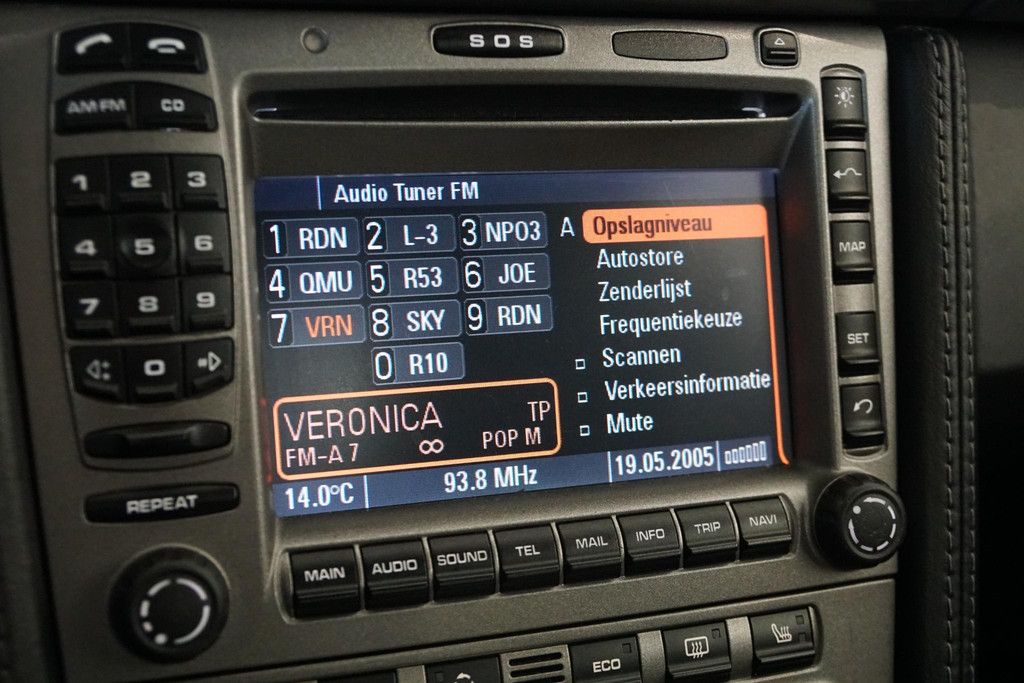 SOS
AM·FM CD
1 2 3
4 5 6
7 8 9
0
REPEAT
MAP
SET
Audio Tuner FM
1 RDN 2 L-3 3 NPO3
4 QMU 5 R53 6 JOE
7 VRN 8 SKY 9 RDN
0 R10
A Opslagniveau
Autostore
Zenderlijst
Frequentiekeuze
Scannen
Verkeersinformatie
Mute
VERONICA TP
FM-A 7 ∞ POP M
14.0°C 93.8 MHz 19.05.2005
MAIN AUDIO SOUND TEL MAIL INFO TRIP NAVI
ECO